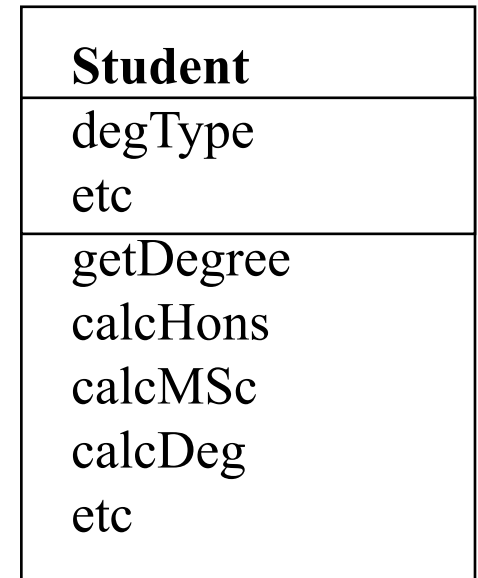 Student
degType
etc
getDegree
calcHons
calcMSc
calcDeg
etc